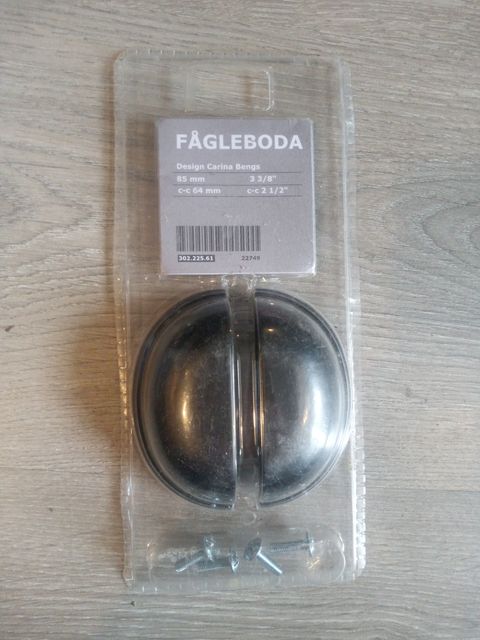 FÅGLEBODA
Design Carina Bengs
85 mm 3 3/8"
c-c 64 mm c-c 2 1/2"
302.225.61 22749